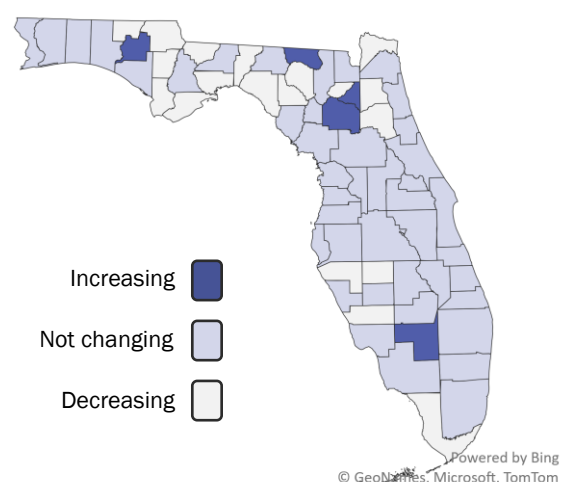 Increasing
Not changing
Decreasing
Powered by Bing
© GeoNames, Microsoft, TomTom